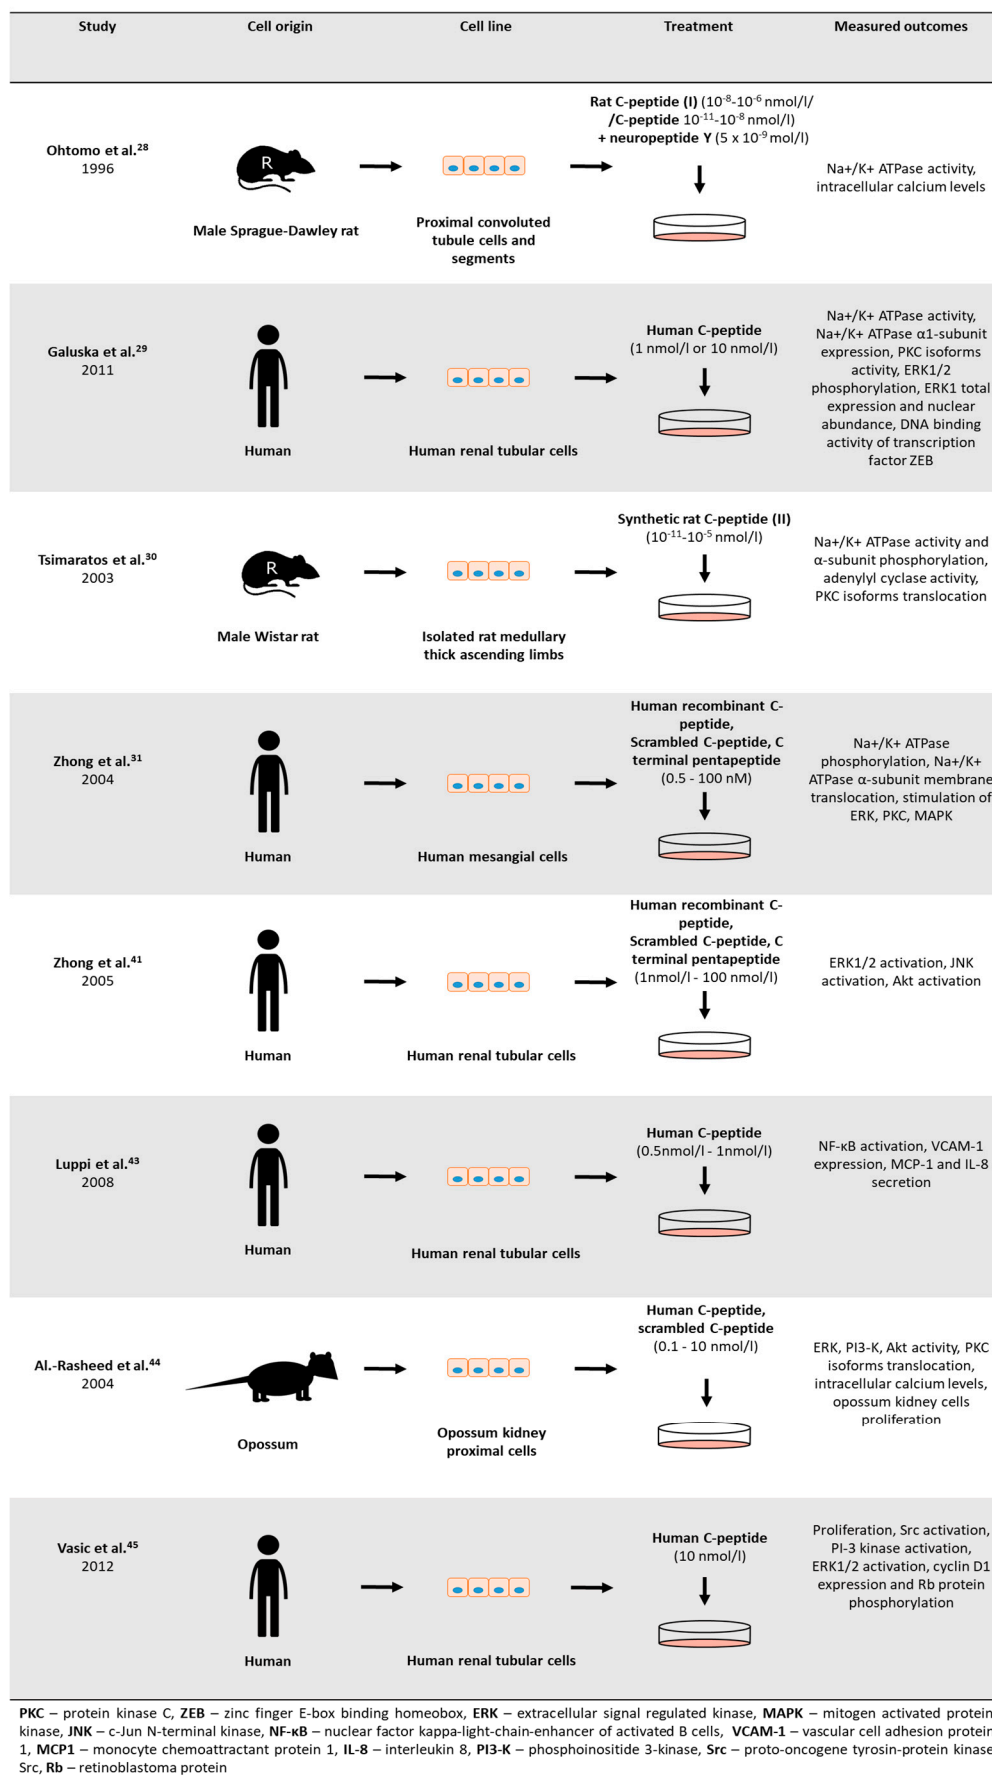 Study Cell origin Cell line Treatment Measured outcomes
Ohtomo et al.²⁸
1996
R
Male Sprague-Dawley rat
Proximal convoluted
tubule cells and
segments
Rat C-peptide (I) (10⁻⁸-10⁻⁶ nmol/l/
/C-peptide 10⁻¹¹-10⁻⁸ nmol/l)
+ neuropeptide Y (5 x 10⁻⁹ mol/l)
Na+/K+ ATPase activity,
intracellular calcium levels
Galuska et al.²⁹
2011
Human
Human renal tubular cells
Human C-peptide
(1 nmol/l or 10 nmol/l)
Na+/K+ ATPase activity,
Na+/K+ ATPase α1-subunit
expression, PKC isoforms
activity, ERK1/2
phosphorylation, ERK1 total
expression and nuclear
abundance, DNA binding
activity of transcription
factor ZEB
Tsimaratos et al.³⁰
2003
R
Male Wistar rat
Isolated rat medullary
thick ascending limbs
Synthetic rat C-peptide (II)
(10⁻¹¹-10⁻⁵ nmol/l)
Na+/K+ ATPase activity and
α-subunit phosphorylation,
adenylyl cyclase activity,
PKC isoforms translocation
Zhong et al.³¹
2004
Human
Human mesangial cells
Human recombinant C-
peptide,
Scrambled C-peptide, C
terminal pentapeptide
(0.5 - 100 nM)
Na+/K+ ATPase
phosphorylation, Na+/K+
ATPase α-subunit membrane
translocation, stimulation of
ERK, PKC, MAPK
Zhong et al.⁴¹
2005
Human
Human renal tubular cells
Human recombinant C-
peptide,
Scrambled C-peptide, C
terminal pentapeptide
(1nmol/l - 100 nmol/l)
ERK1/2 activation, JNK
activation, Akt activation
Luppi et al.⁴³
2008
Human
Human renal tubular cells
Human C-peptide
(0.5nmol/l - 1nmol/l)
NF-κB activation, VCAM-1
expression, MCP-1 and IL-8
secretion
Al.-Rasheed et al.⁴⁴
2004
Opossum
Opossum kidney
proximal cells
Human C-peptide,
scrambled C-peptide
(0.1 - 10 nmol/l)
ERK, PI3-K, Akt activity, PKC
isoforms translocation,
intracellular calcium levels,
opossum kidney cells
proliferation
Vasic et al.⁴⁵
2012
Human
Human renal tubular cells
Human C-peptide
(10 nmol/l)
Proliferation, Src activation,
PI-3 kinase activation,
ERK1/2 activation, cyclin D1
expression and Rb protein
phosphorylation
PKC – protein kinase C, ZEB – zinc finger E-box binding homeobox, ERK – extracellular signal regulated kinase, MAPK – mitogen activated protein
kinase, JNK – c-Jun N-terminal kinase, NF-κB – nuclear factor kappa-light-chain-enhancer of activated B cells, VCAM-1 – vascular cell adhesion protein
1, MCP1 – monocyte chemoattractant protein 1, IL-8 – interleukin 8, PI3-K – phosphoinositide 3-kinase, Src – proto-oncogene tyrosin-protein kinase
Src, Rb – retinoblastoma protein